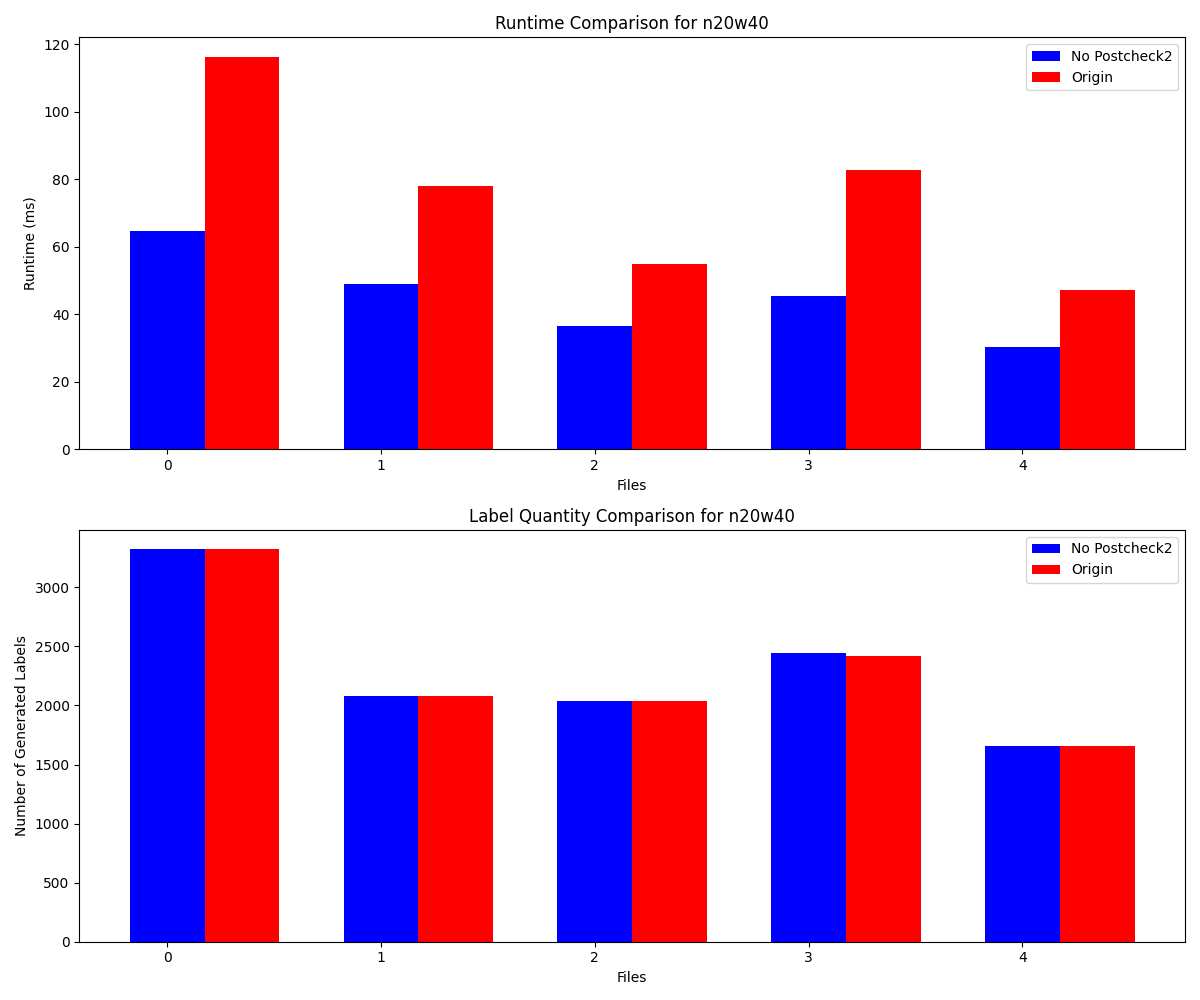 Runtime Comparison for n20w40
No Postcheck2
Origin
Runtime (ms)
120
100
80
60
40
20
0
0 1 2 3 4
Files
Label Quantity Comparison for n20w40
No Postcheck2
Origin
Number of Generated Labels
3000
2500
2000
1500
1000
500
0
0 1 2 3 4
Files